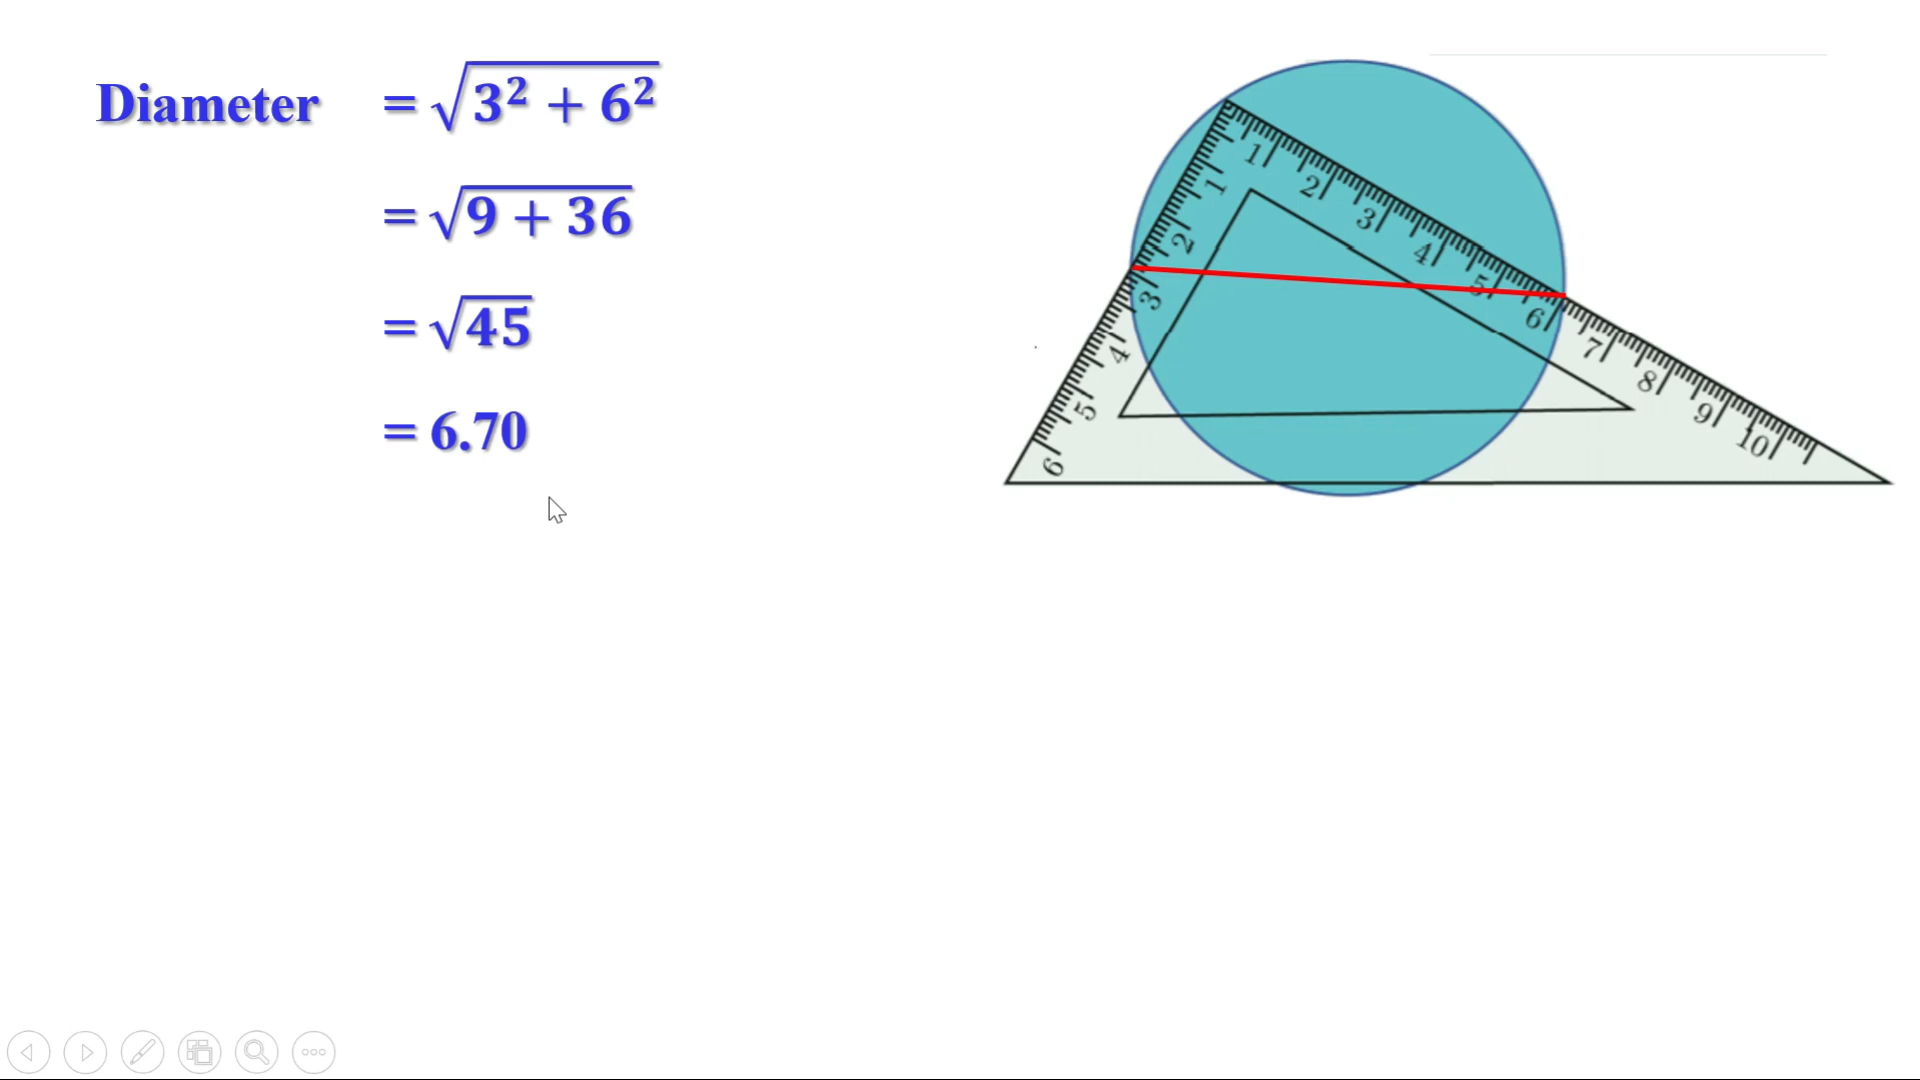 Diameter = √(3² + 6²)
= √(9 + 36)
= √45
= 6.70
1 2 3 4 5 6 7 8 9 10
1 2 3 4 5 6